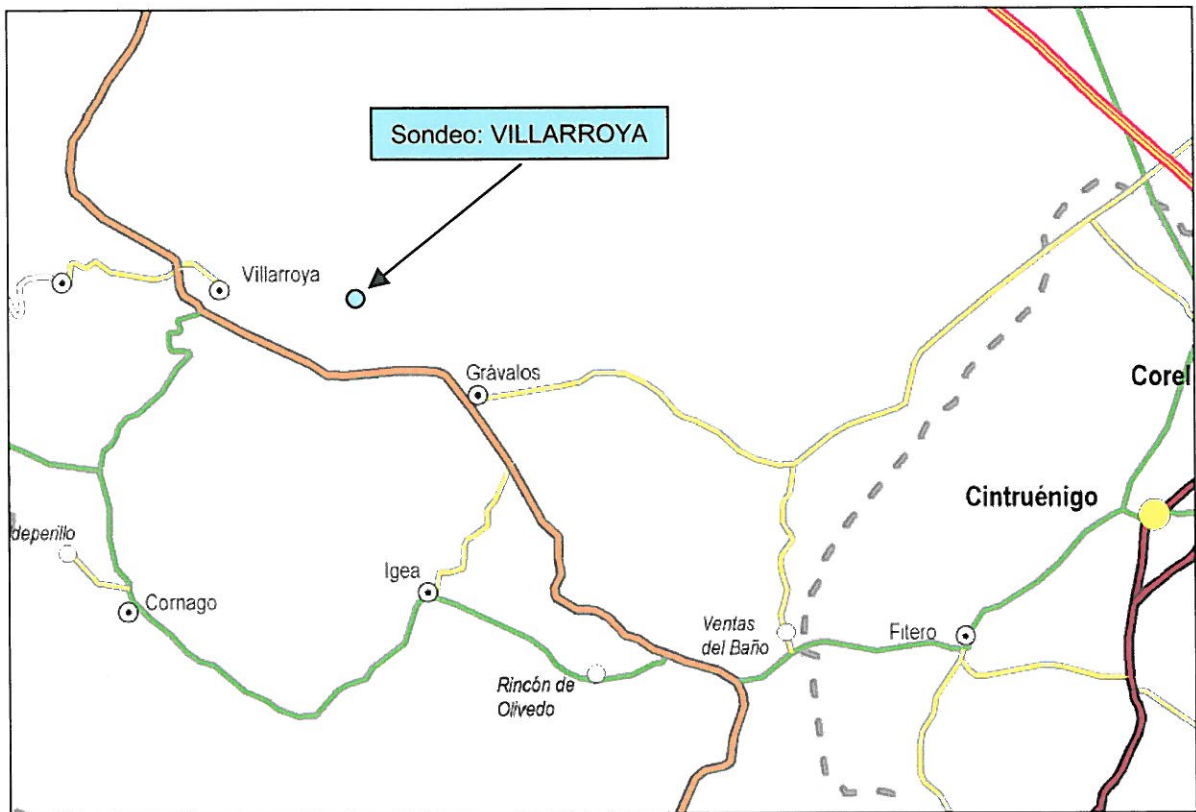 Sondeo: VILLARROYA
Villarroya
Grávalos
Corel
Cintruénigo
deperillo
Igea
Cornago
Ventas
del Baño
Fitero
Rincón de
Olivedo